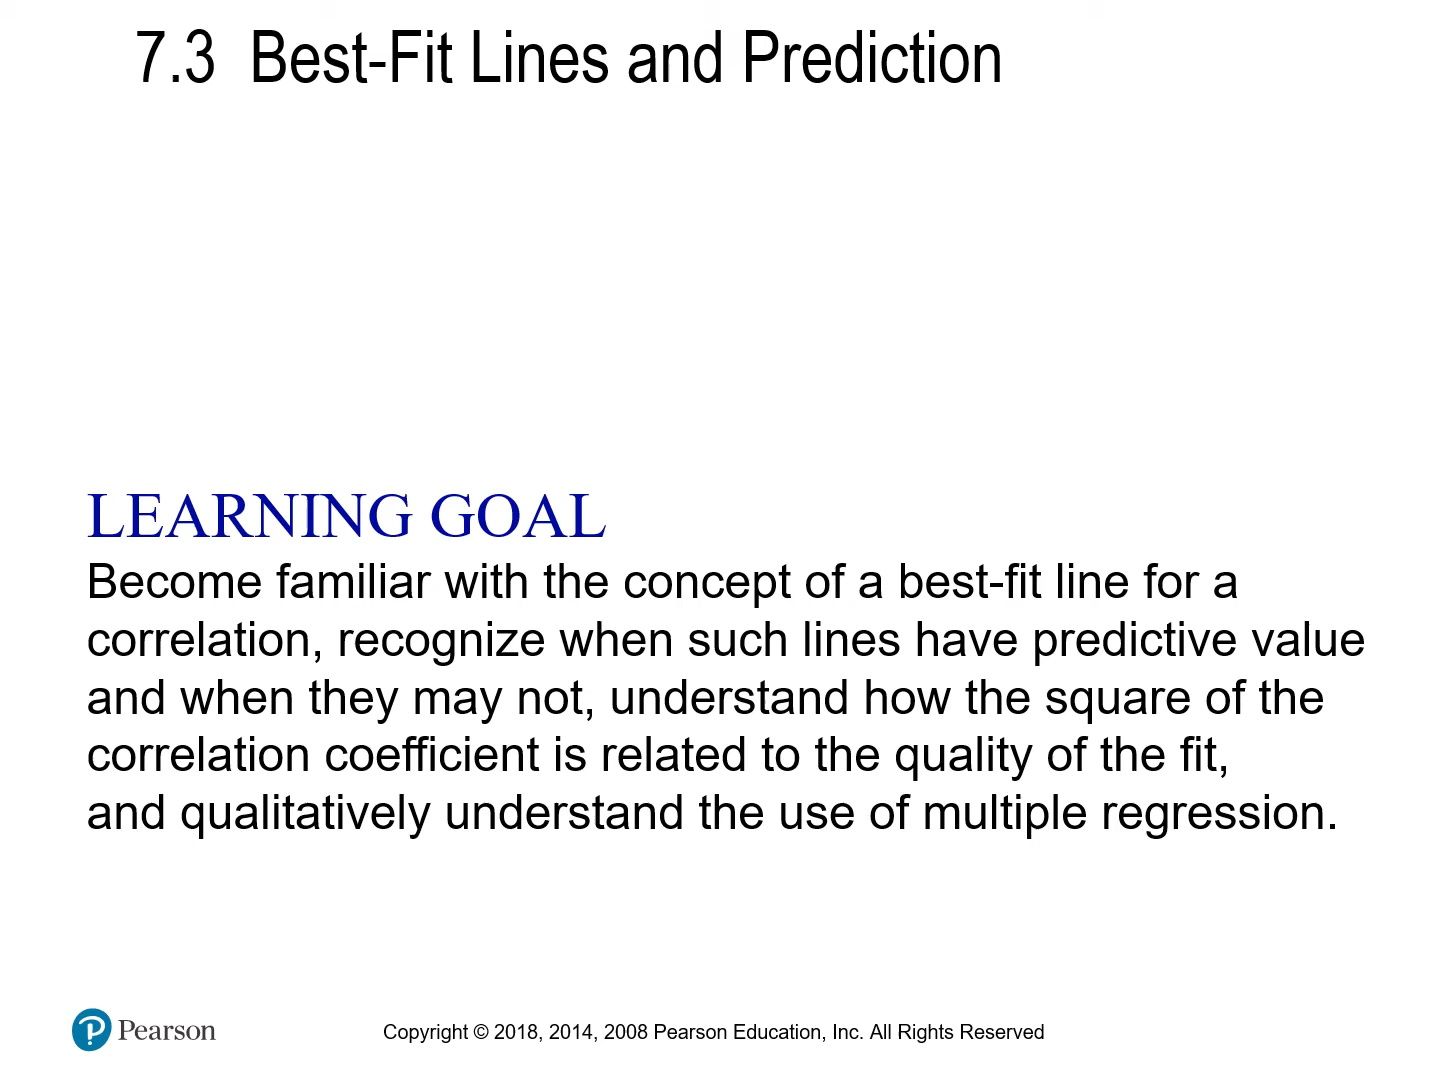 7.3 Best-Fit Lines and Prediction
LEARNING GOAL
Become familiar with the concept of a best-fit line for a
correlation, recognize when such lines have predictive value
and when they may not, understand how the square of the
correlation coefficient is related to the quality of the fit,
and qualitatively understand the use of multiple regression.
Pearson
Copyright © 2018, 2014, 2008 Pearson Education, Inc. All Rights Reserved